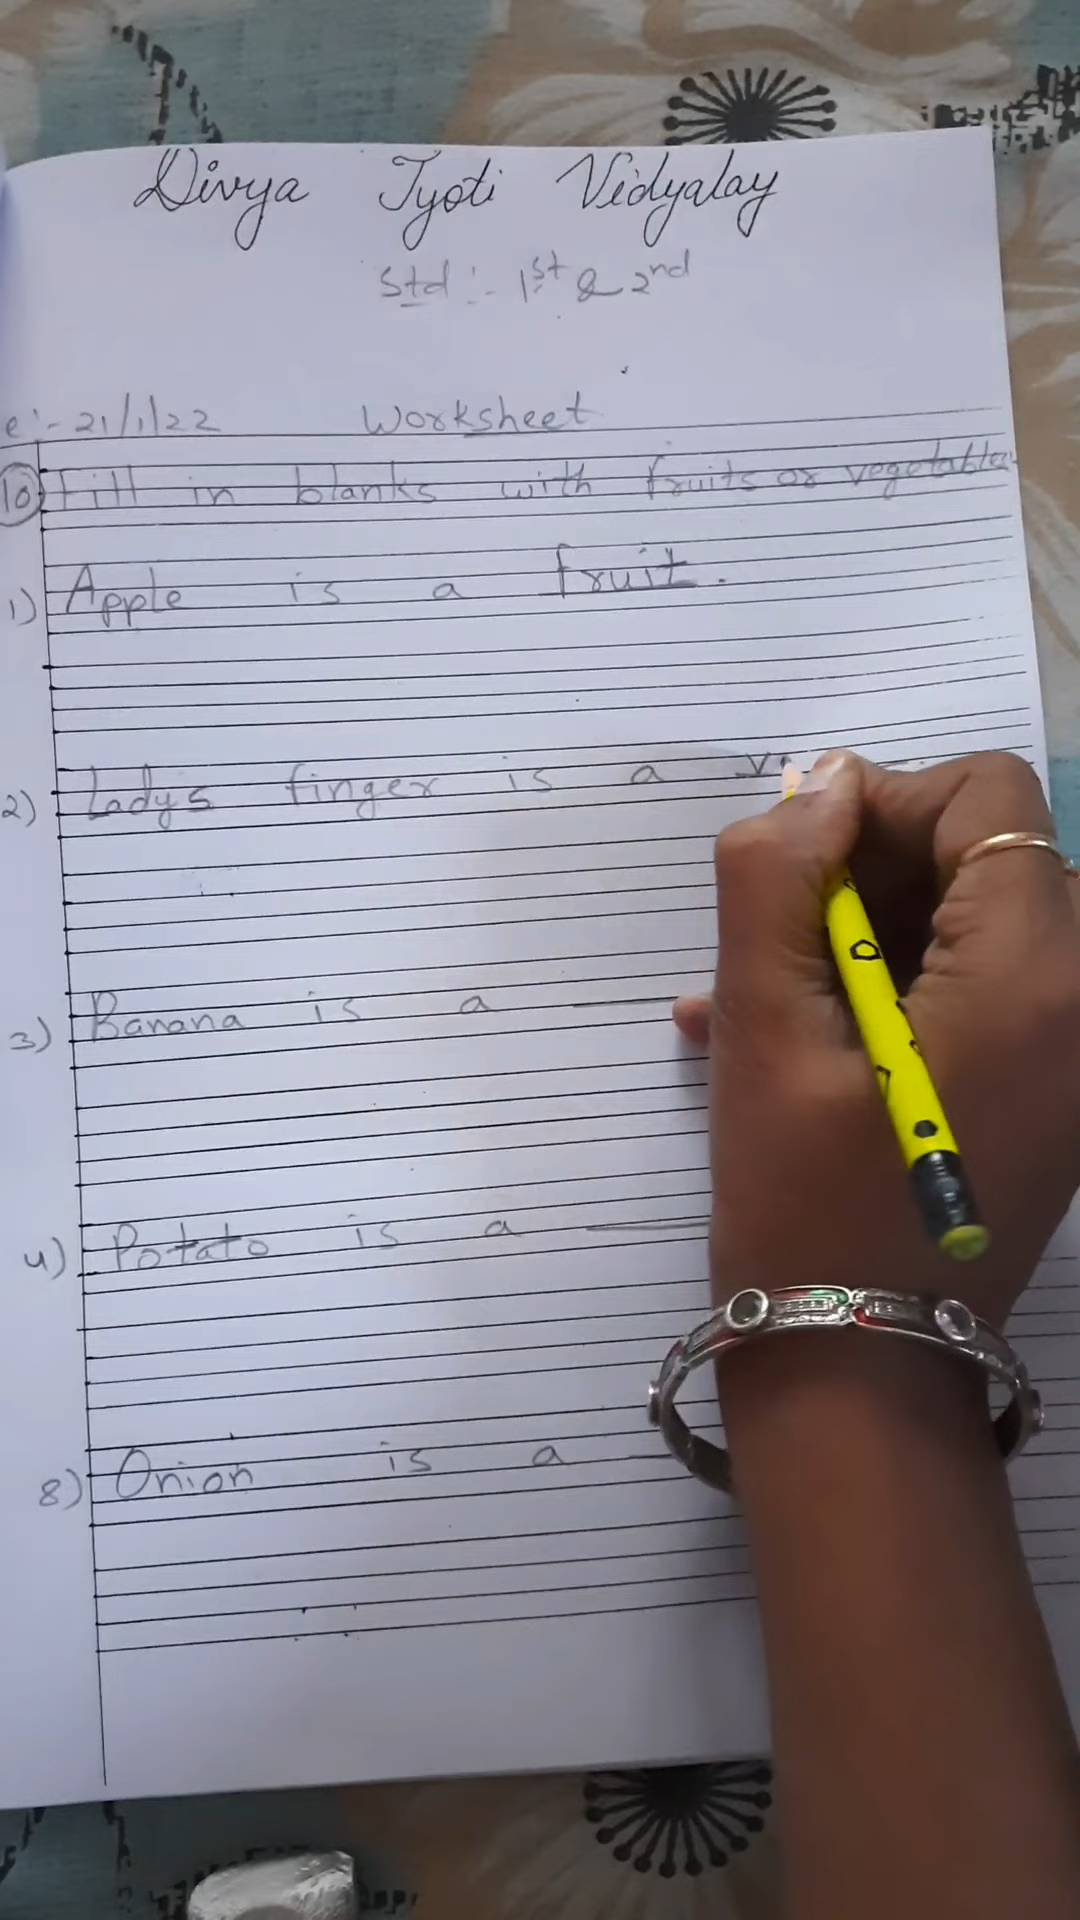 Divya Jyoti Vidyalay
Std :- 1st & 2nd
e :- 21/1/22 Worksheet
10 Fill in blanks with fruits or vegetables
1) Apple is a fruit.
2) Ladys finger is a
3) Banana is a
4) Potato is a
8) Onion is a